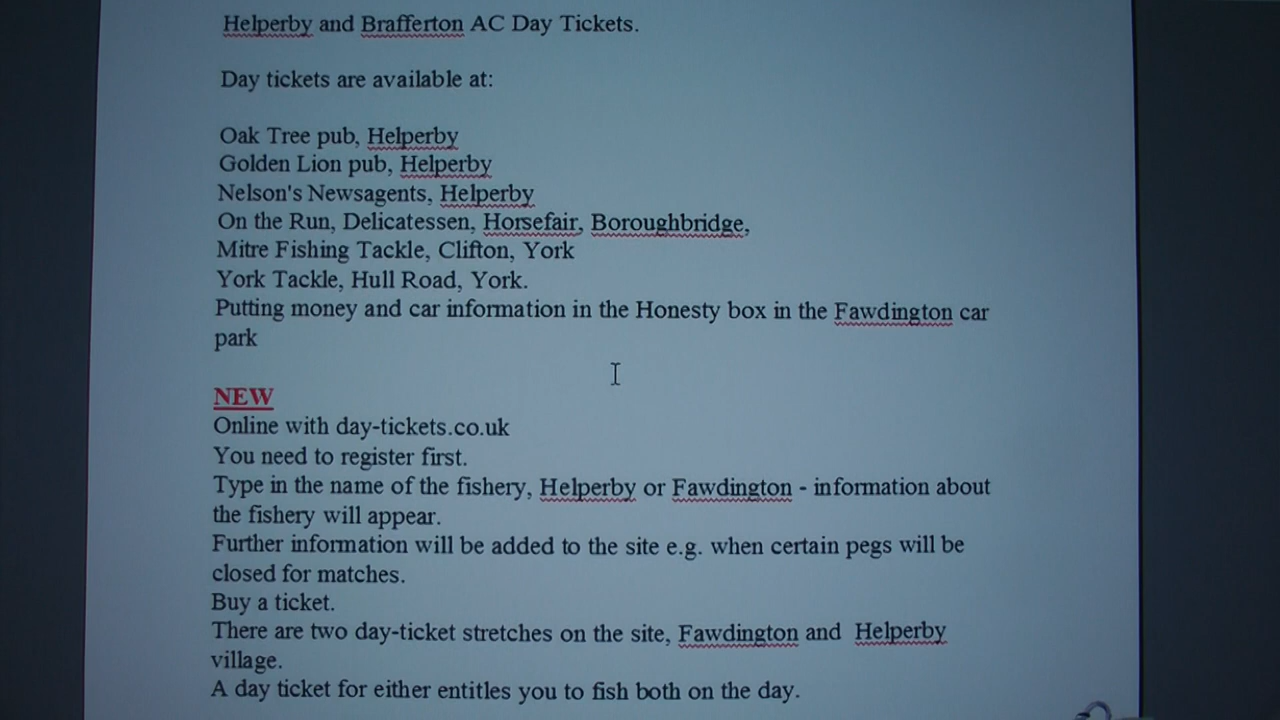 Helperby and Brafferton AC Day Tickets.
Day tickets are available at:
Oak Tree pub, Helperby
Golden Lion pub, Helperby
Nelson's Newsagents, Helperby
On the Run, Delicatessen, Horsefair, Boroughbridge,
Mitre Fishing Tackle, Clifton, York
York Tackle, Hull Road, York.
Putting money and car information in the Honesty box in the Fawdington car
park
NEW
Online with day-tickets.co.uk
You need to register first.
Type in the name of the fishery, Helperby or Fawdington - information about
the fishery will appear.
Further information will be added to the site e.g. when certain pegs will be
closed for matches.
Buy a ticket.
There are two day-ticket stretches on the site, Fawdington and Helperby
village.
A day ticket for either entitles you to fish both on the day.